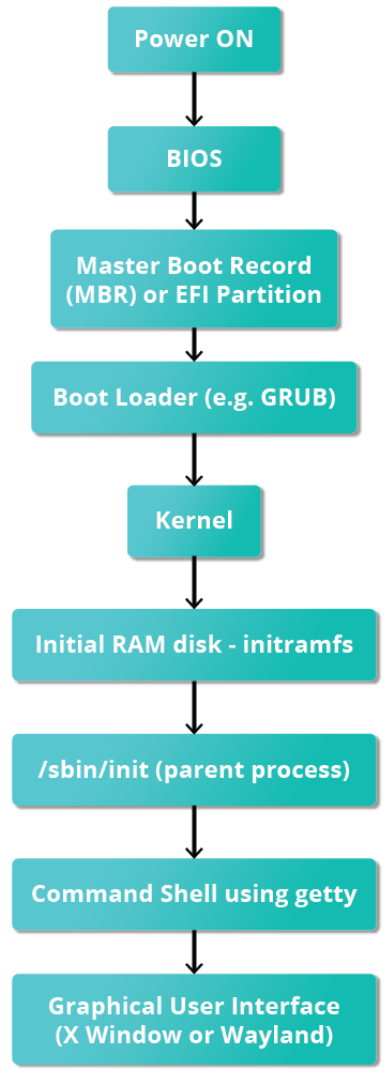 Power ON
BIOS
Master Boot Record
(MBR) or EFI Partition
Boot Loader (e.g. GRUB)
Kernel
Initial RAM disk - initramfs
/sbin/init (parent process)
Command Shell using getty
Graphical User Interface
(X Window or Wayland)